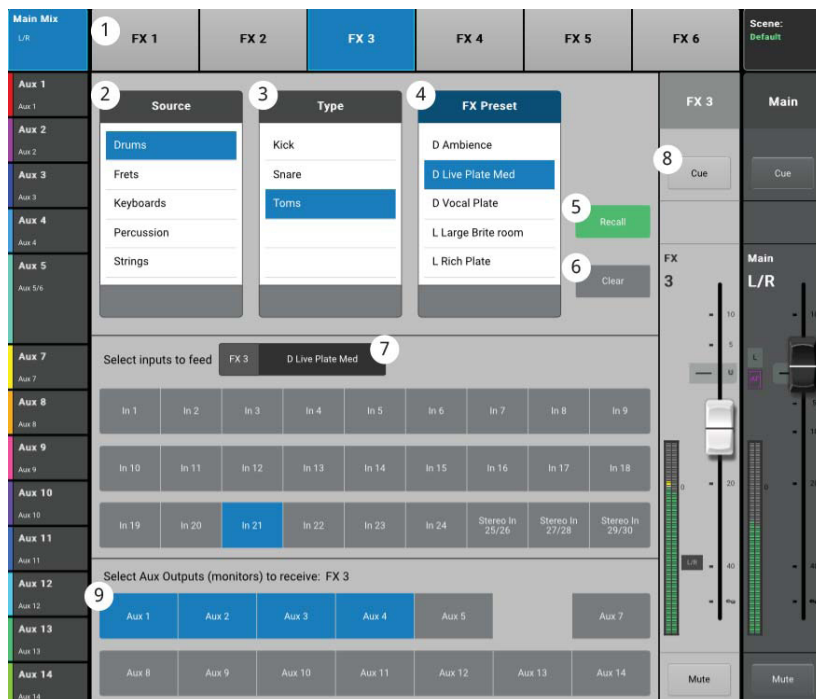 Main Mix
L/R
1
FX 1
FX 2
FX 3
FX 4
FX 5
FX 6
Scene:
Default
Aux 1
Aux 1
Aux 2
Aux 2
Aux 3
Aux 3
Aux 4
Aux 4
Aux 5
Aux 5/6
Aux 7
Aux 7
Aux 8
Aux 8
Aux 9
Aux 9
Aux 10
Aux 10
Aux 11
Aux 11
Aux 12
Aux 12
Aux 13
Aux 13
Aux 14
Aux 14
2
Source
Drums
Frets
Keyboards
Percussion
Strings
3
Type
Kick
Snare
Toms
4
FX Preset
D Ambience
D Live Plate Med
D Vocal Plate
L Large Brite room
L Rich Plate
5
Recall
6
Clear
Select inputs to feed FX 3 D Live Plate Med
7
In 1 In 2 In 3 In 4 In 5 In 6 In 7 In 8 In 9
In 10 In 11 In 12 In 13 In 14 In 15 In 16 In 17 In 18
In 19 In 20 In 21 In 22 In 23 In 24 Stereo In 25/26 Stereo In 27/28 Stereo In 29/30
Select Aux Outputs (monitors) to receive: FX 3
9
Aux 1 Aux 2 Aux 3 Aux 4 Aux 5 Aux 7
Aux 8 Aux 9 Aux 10 Aux 11 Aux 12 Aux 13 Aux 14
FX 3
8
Cue
FX
3
10
5
U
0
20
L/R
40
∞
Mute
Main
Cue
Main
L/R
L
0
Mute